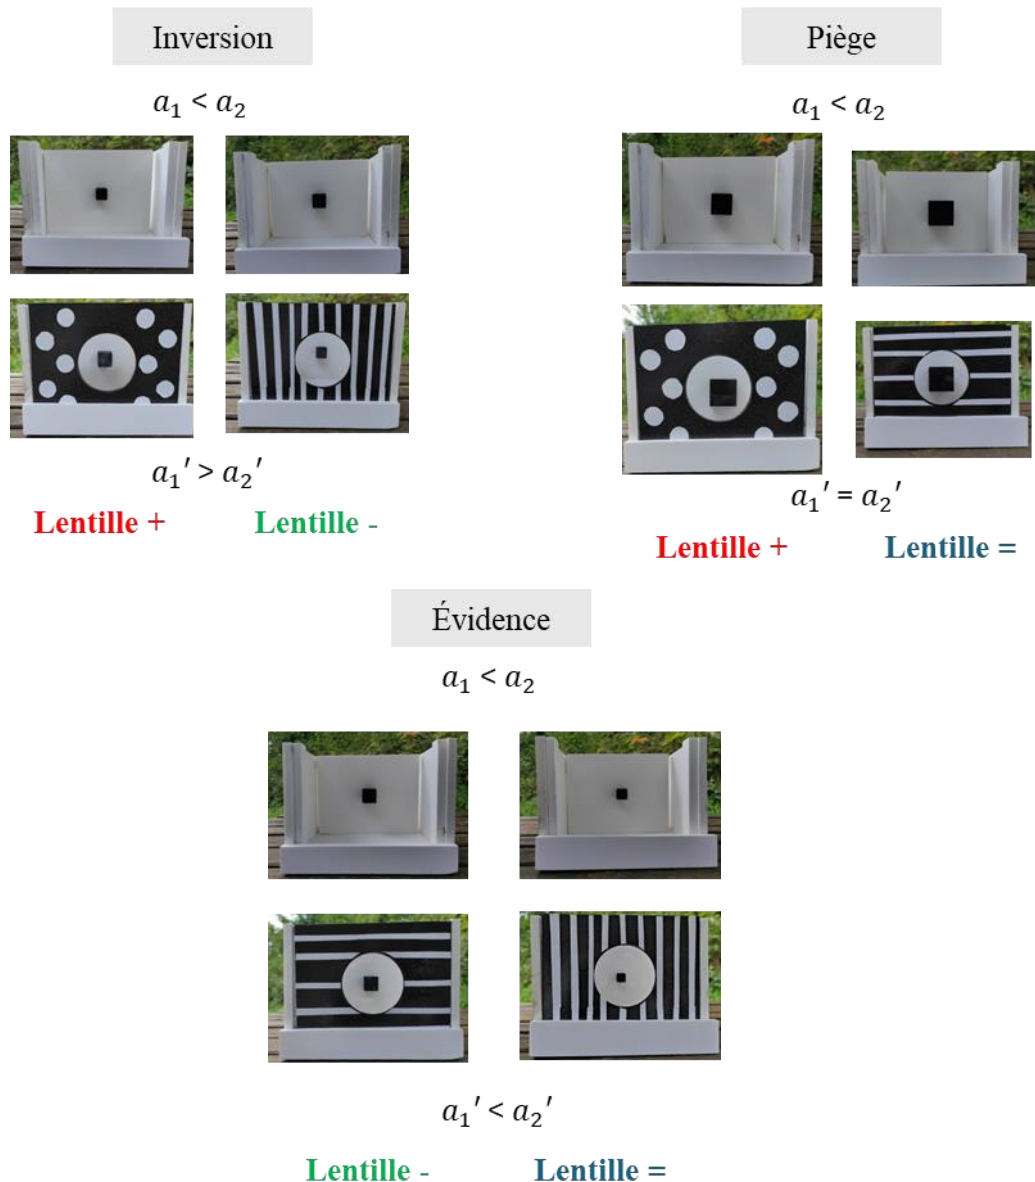 Inversion
a₁ < a₂
a₁′ > a₂′
Lentille + Lentille -
Piège
a₁ < a₂
a₁′ = a₂′
Lentille + Lentille =
Évidence
a₁ < a₂
a₁′ < a₂′
Lentille - Lentille =